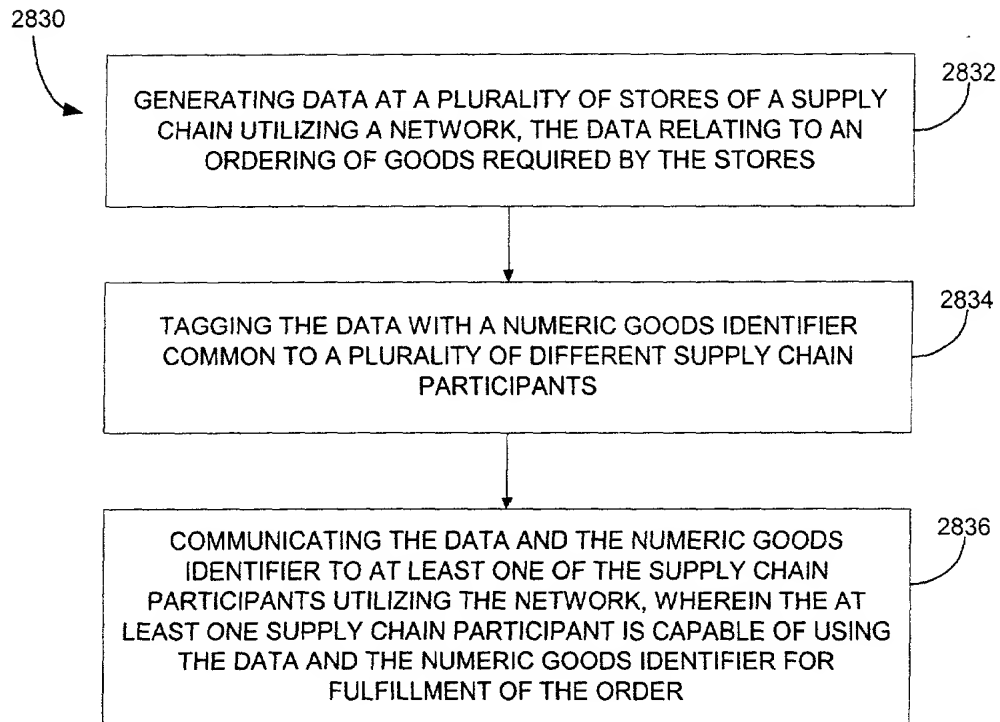 2830
2832
GENERATING DATA AT A PLURALITY OF STORES OF A SUPPLY
CHAIN UTILIZING A NETWORK, THE DATA RELATING TO AN
ORDERING OF GOODS REQUIRED BY THE STORES
2834
TAGGING THE DATA WITH A NUMERIC GOODS IDENTIFIER
COMMON TO A PLURALITY OF DIFFERENT SUPPLY CHAIN
PARTICIPANTS
2836
COMMUNICATING THE DATA AND THE NUMERIC GOODS
IDENTIFIER TO AT LEAST ONE OF THE SUPPLY CHAIN
PARTICIPANTS UTILIZING THE NETWORK, WHEREIN THE AT
LEAST ONE SUPPLY CHAIN PARTICIPANT IS CAPABLE OF USING
THE DATA AND THE NUMERIC GOODS IDENTIFIER FOR
FULFILLMENT OF THE ORDER